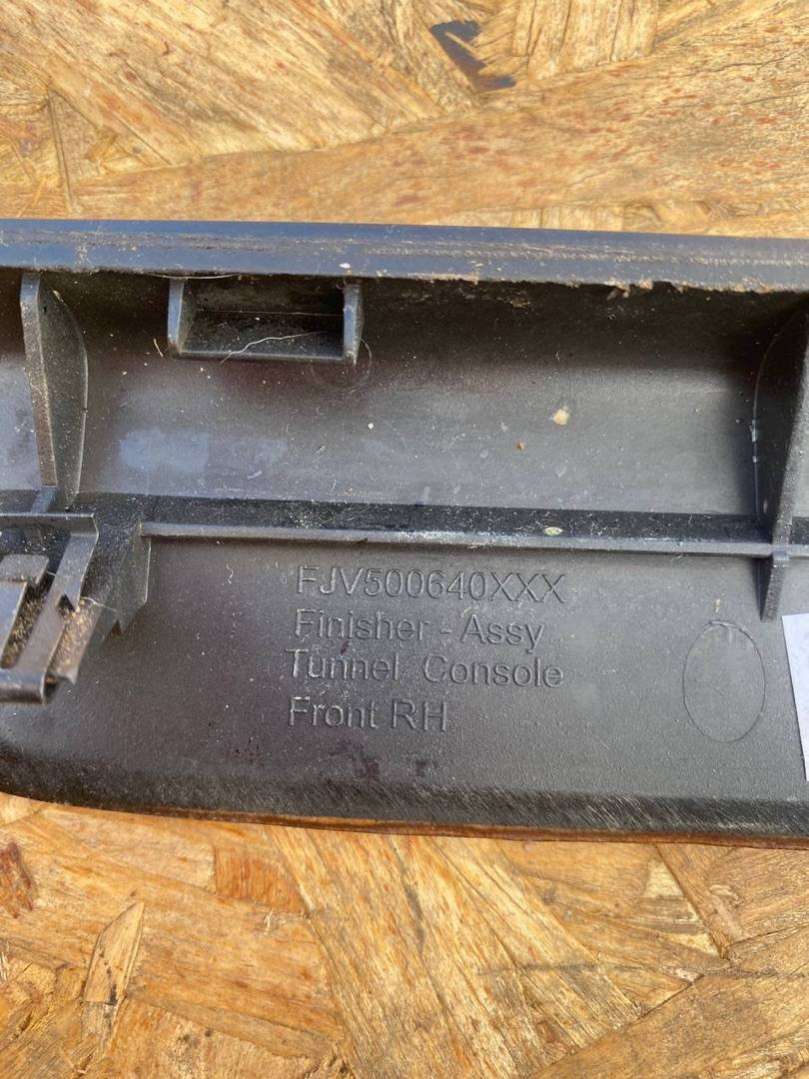 FJV500640XXX
Finisher - Assy
Tunnel Console
Front RH